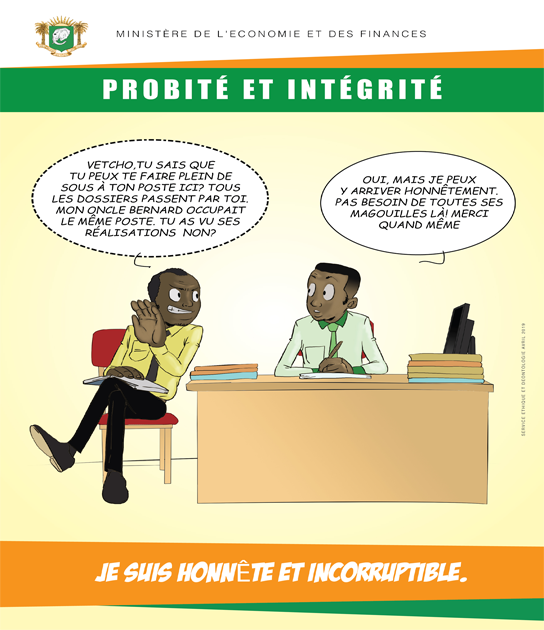 MINISTÈRE DE L'ECONOMIE ET DES FINANCES
PROBITÉ ET INTÉGRITÉ
VETCHO,TU SAIS QUE
TU PEUX TE FAIRE PLEIN DE
SOUS À TON POSTE ICI? TOUS
LES DOSSIERS PASSENT PAR TOI.
MON ONCLE BERNARD OCCUPAIT
LE MÊME POSTE. TU AS VU SES
RÉALISATIONS NON?
OUI, MAIS JE PEUX
Y ARRIVER HONNÊTEMENT.
PAS BESOIN DE TOUTES SES
MAGOUILLES LÀ! MERCI
QUAND MÊME
SERVICE ETHIQUE ET DEONTOLOGIE AVRIL 2019
JE SUIS HONNÊTE ET INCORRUPTIBLE.